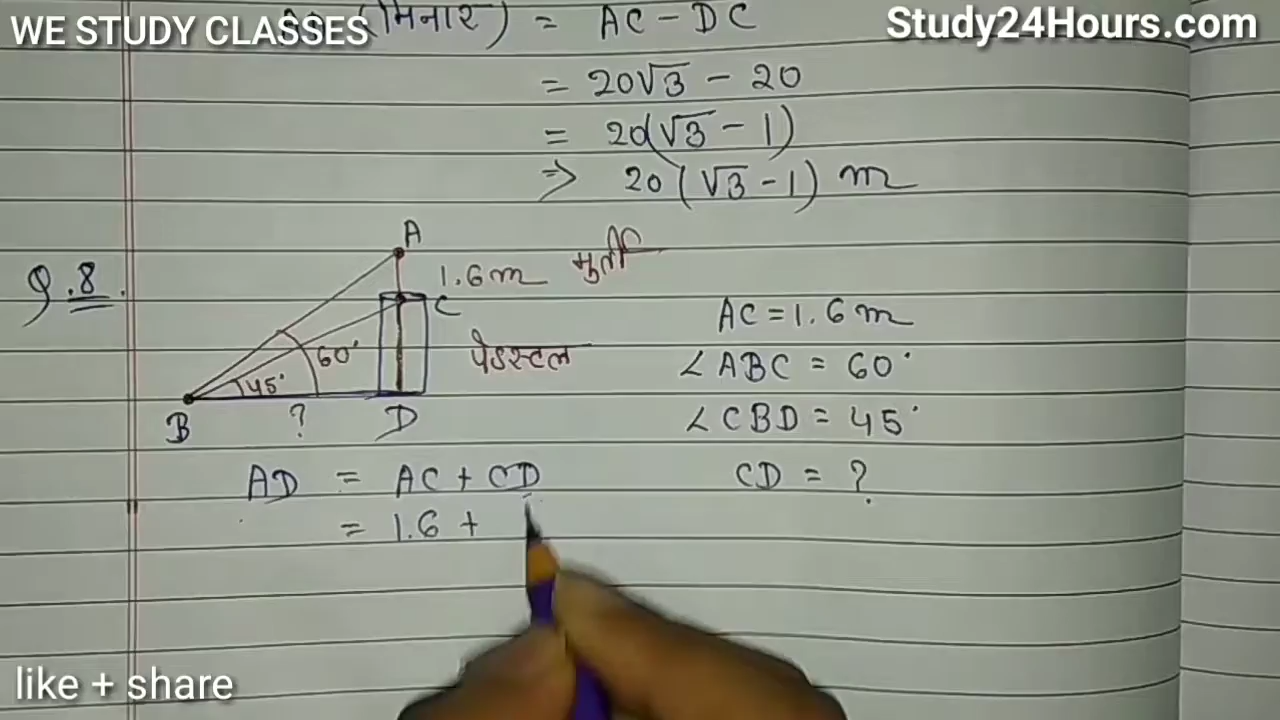 WE STUDY CLASSES
Study24Hours.com
(मिनार) = AC - DC
= 20√3 - 20
= 20(√3 - 1)
⇒ 20(√3 - 1) m
Q.8.
A
1.6m मुर्ती
C
60°
45°
पेडस्टल
B
?
D
AC = 1.6m
∠ABC = 60°
∠CBD = 45°
CD = ?
AD = AC + CD
= 1.6 +
like + share